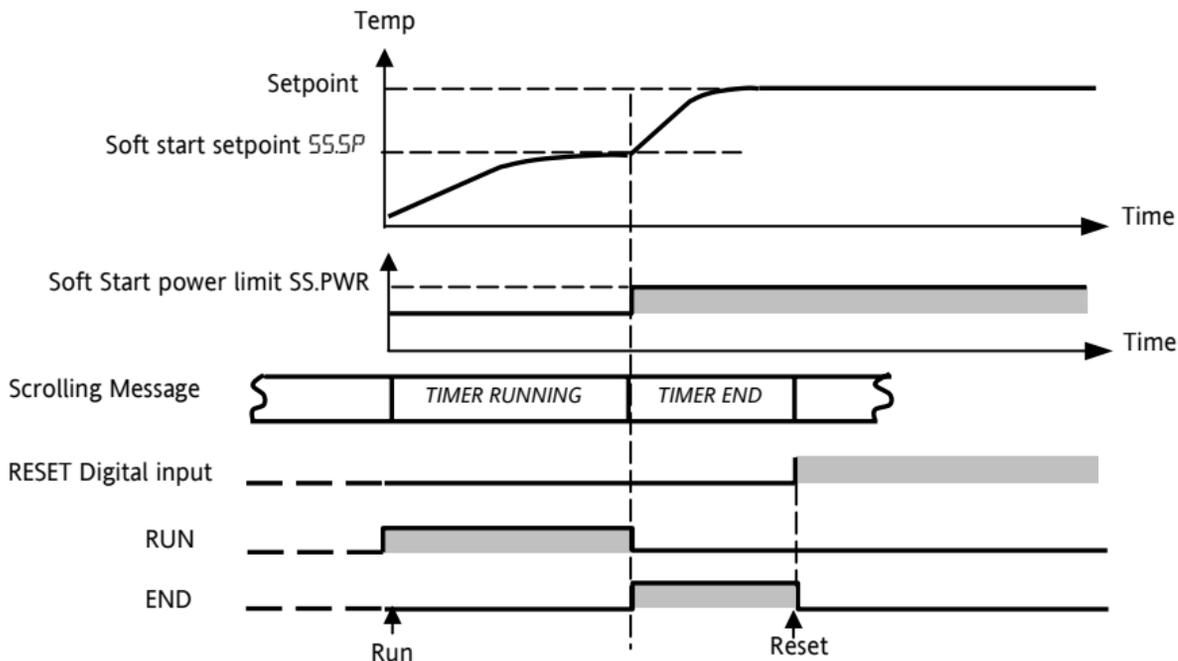 Temp
Setpoint
Soft start setpoint SS.SP
Time
Soft Start power limit SS.PWR
Time
Scrolling Message
TIMER RUNNING
TIMER END
RESET Digital input
RUN
END
Run
Reset